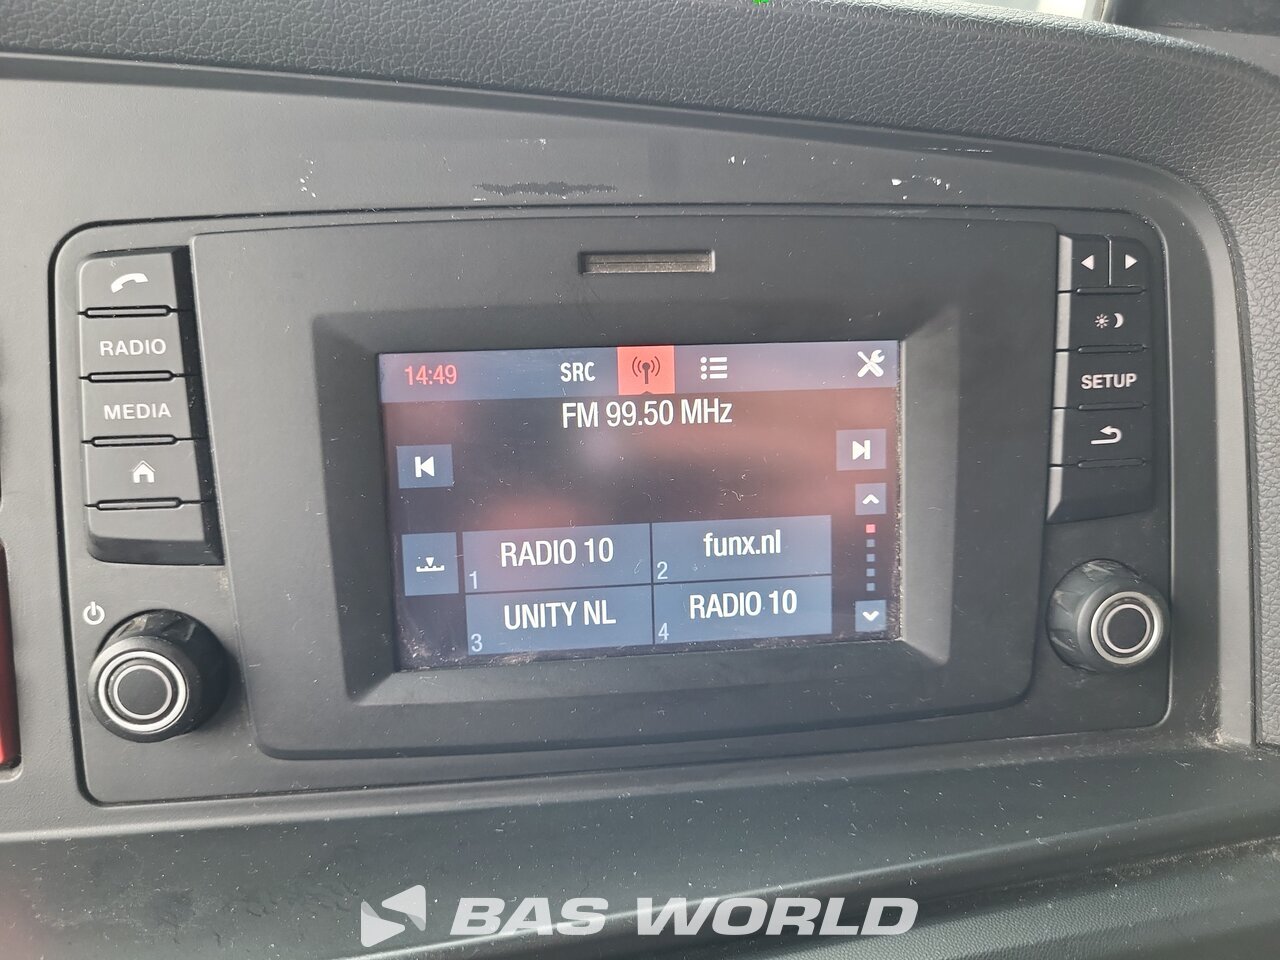 RADIO
MEDIA
SETUP
14:49
SRC
FM 99.50 MHz
RADIO 10
1
funx.nl
2
UNITY NL
3
RADIO 10
4
BAS WORLD